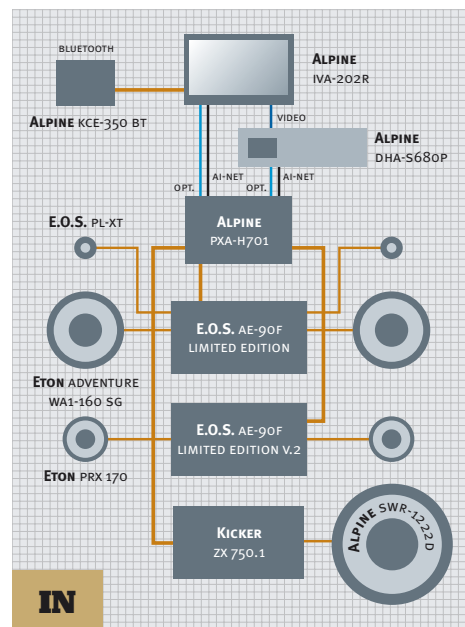 BLUETOOTH
ALPINE KCE-350 BT
ALPINE
IVA-202R
VIDEO
ALPINE
DHA-S680P
OPT.
AI-NET
OPT.
AI-NET
ALPINE
PXA-H701
E.O.S. PL-XT
E.O.S. AE-90F
LIMITED EDITION
ETON ADVENTURE
WA1-160 SG
E.O.S. AE-90F
LIMITED EDITION V.2
ETON PRX 170
KICKER
ZX 750.1
ALPINE SWR-1222D
IN